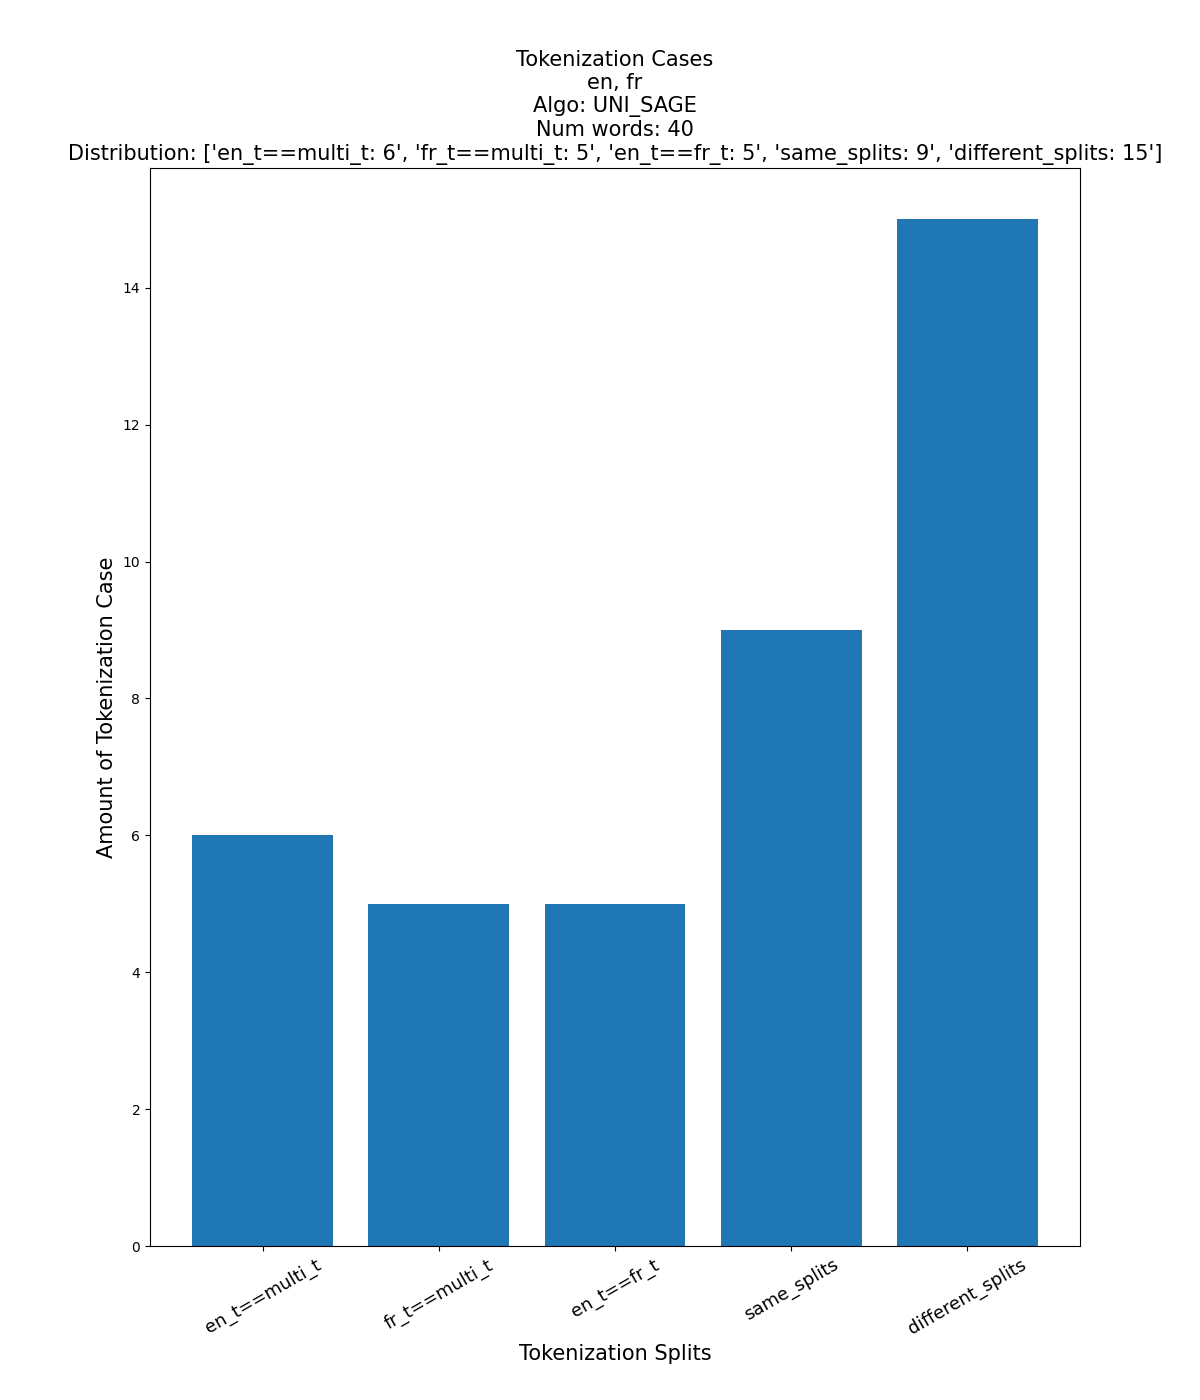 Tokenization Cases
en, fr
Algo: UNI_SAGE
Num words: 40
Distribution: ['en_t==multi_t: 6', 'fr_t==multi_t: 5', 'en_t==fr_t: 5', 'same_splits: 9', 'different_splits: 15']
Amount of Tokenization Case
14
12
10
8
6
4
2
0
en_t==multi_t
fr_t==multi_t
en_t==fr_t
same_splits
different_splits
Tokenization Splits